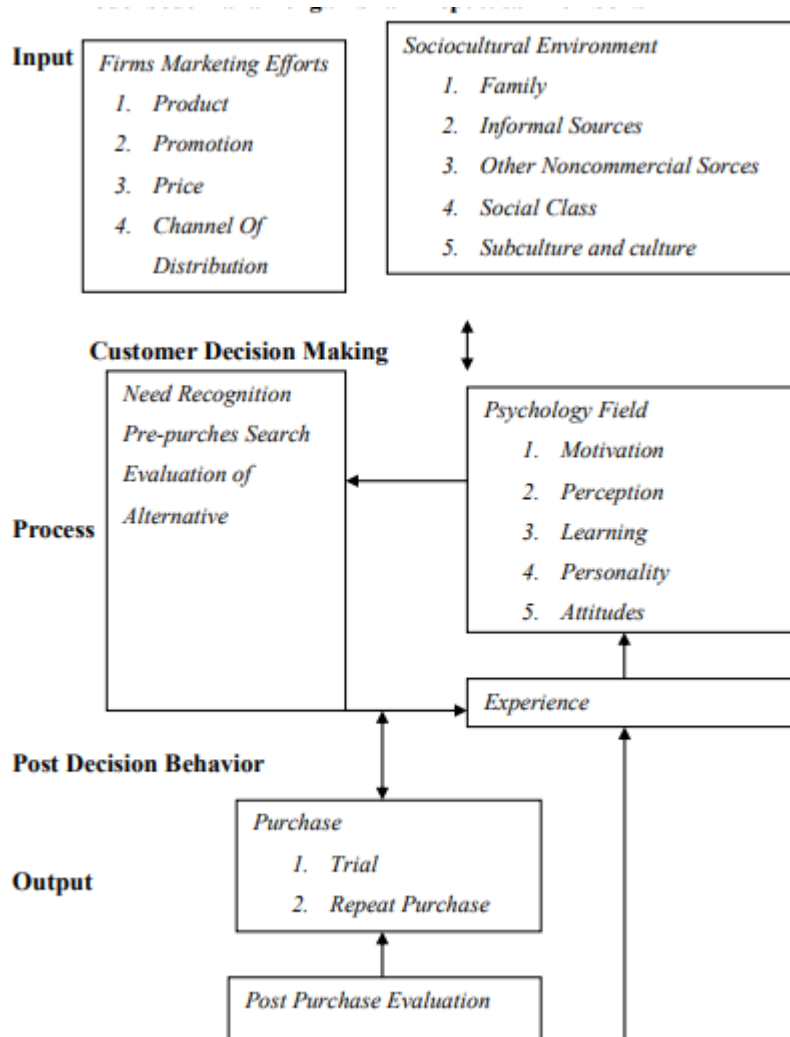 Input
Firms Marketing Efforts
1. Product
2. Promotion
3. Price
4. Channel Of
Distribution
Sociocultural Environment
1. Family
2. Informal Sources
3. Other Noncommercial Sorces
4. Social Class
5. Subculture and culture
Customer Decision Making
Process
Need Recognition
Pre-purches Search
Evaluation of
Alternative
Psychology Field
1. Motivation
2. Perception
3. Learning
4. Personality
5. Attitudes
Experience
Post Decision Behavior
Output
Purchase
1. Trial
2. Repeat Purchase
Post Purchase Evaluation